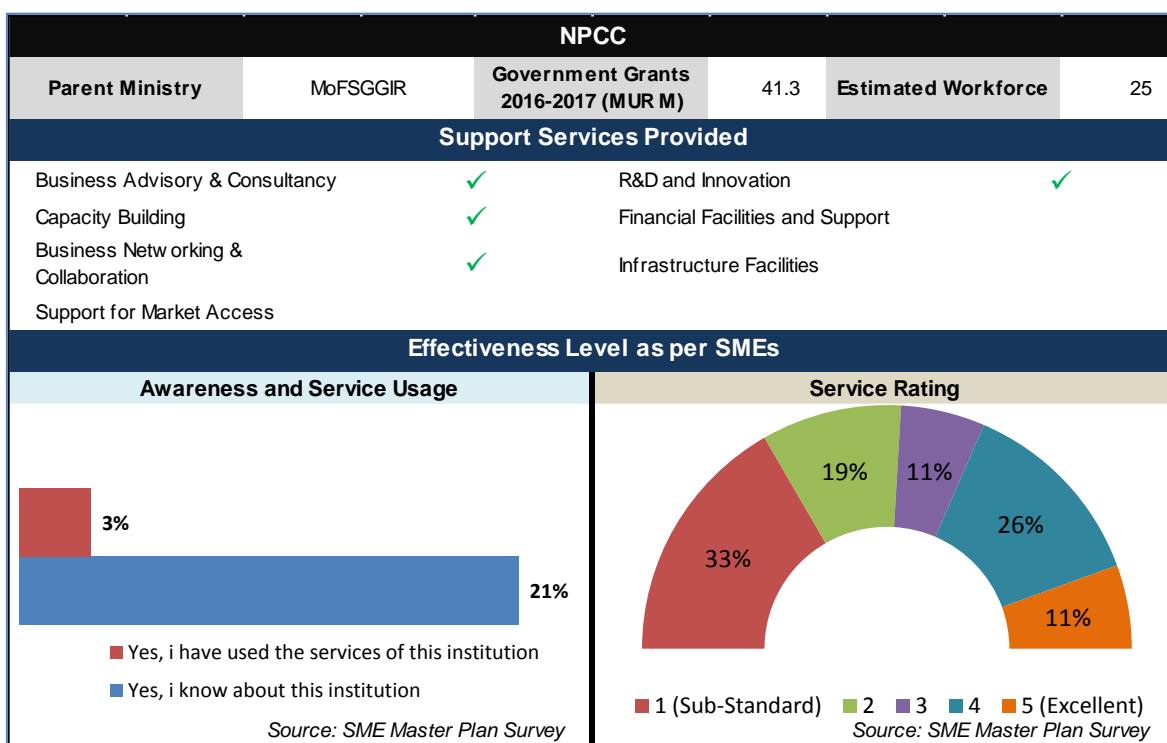 NPCC
Parent Ministry MoFSGGIR Government Grants 2016-2017 (MUR M) 41.3 Estimated Workforce 25
Support Services Provided
Business Advisory & Consultancy ✓ R&D and Innovation ✓
Capacity Building ✓ Financial Facilities and Support
Business Networking &
Collaboration ✓ Infrastructure Facilities
Support for Market Access
Effectiveness Level as per SMEs
Awareness and Service Usage
3%
21%
Yes, i have used the services of this institution
Yes, i know about this institution
Source: SME Master Plan Survey
Service Rating
33%
19%
11%
26%
11%
1 (Sub-Standard) 2 3 4 5 (Excellent)
Source: SME Master Plan Survey